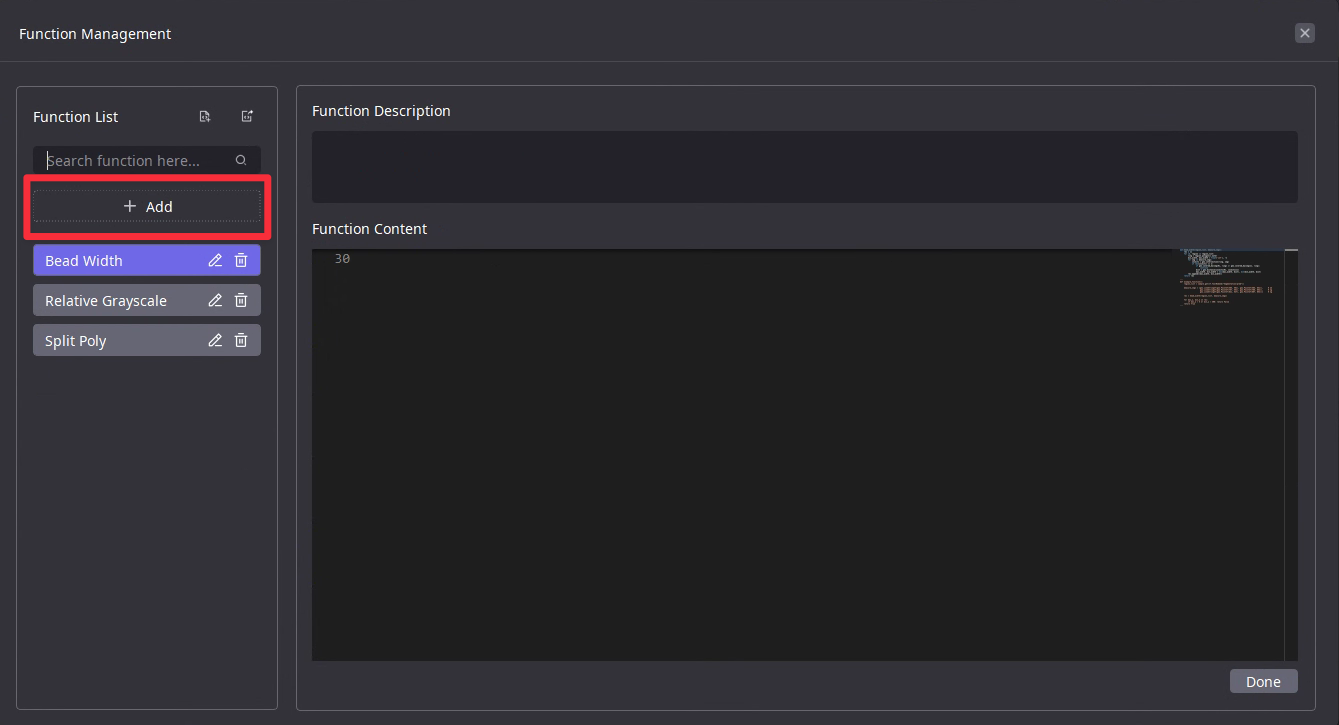 Function Management
Function List
Search function here...
+ Add
Bead Width
Relative Grayscale
Split Poly
Function Description
Function Content
30
Done